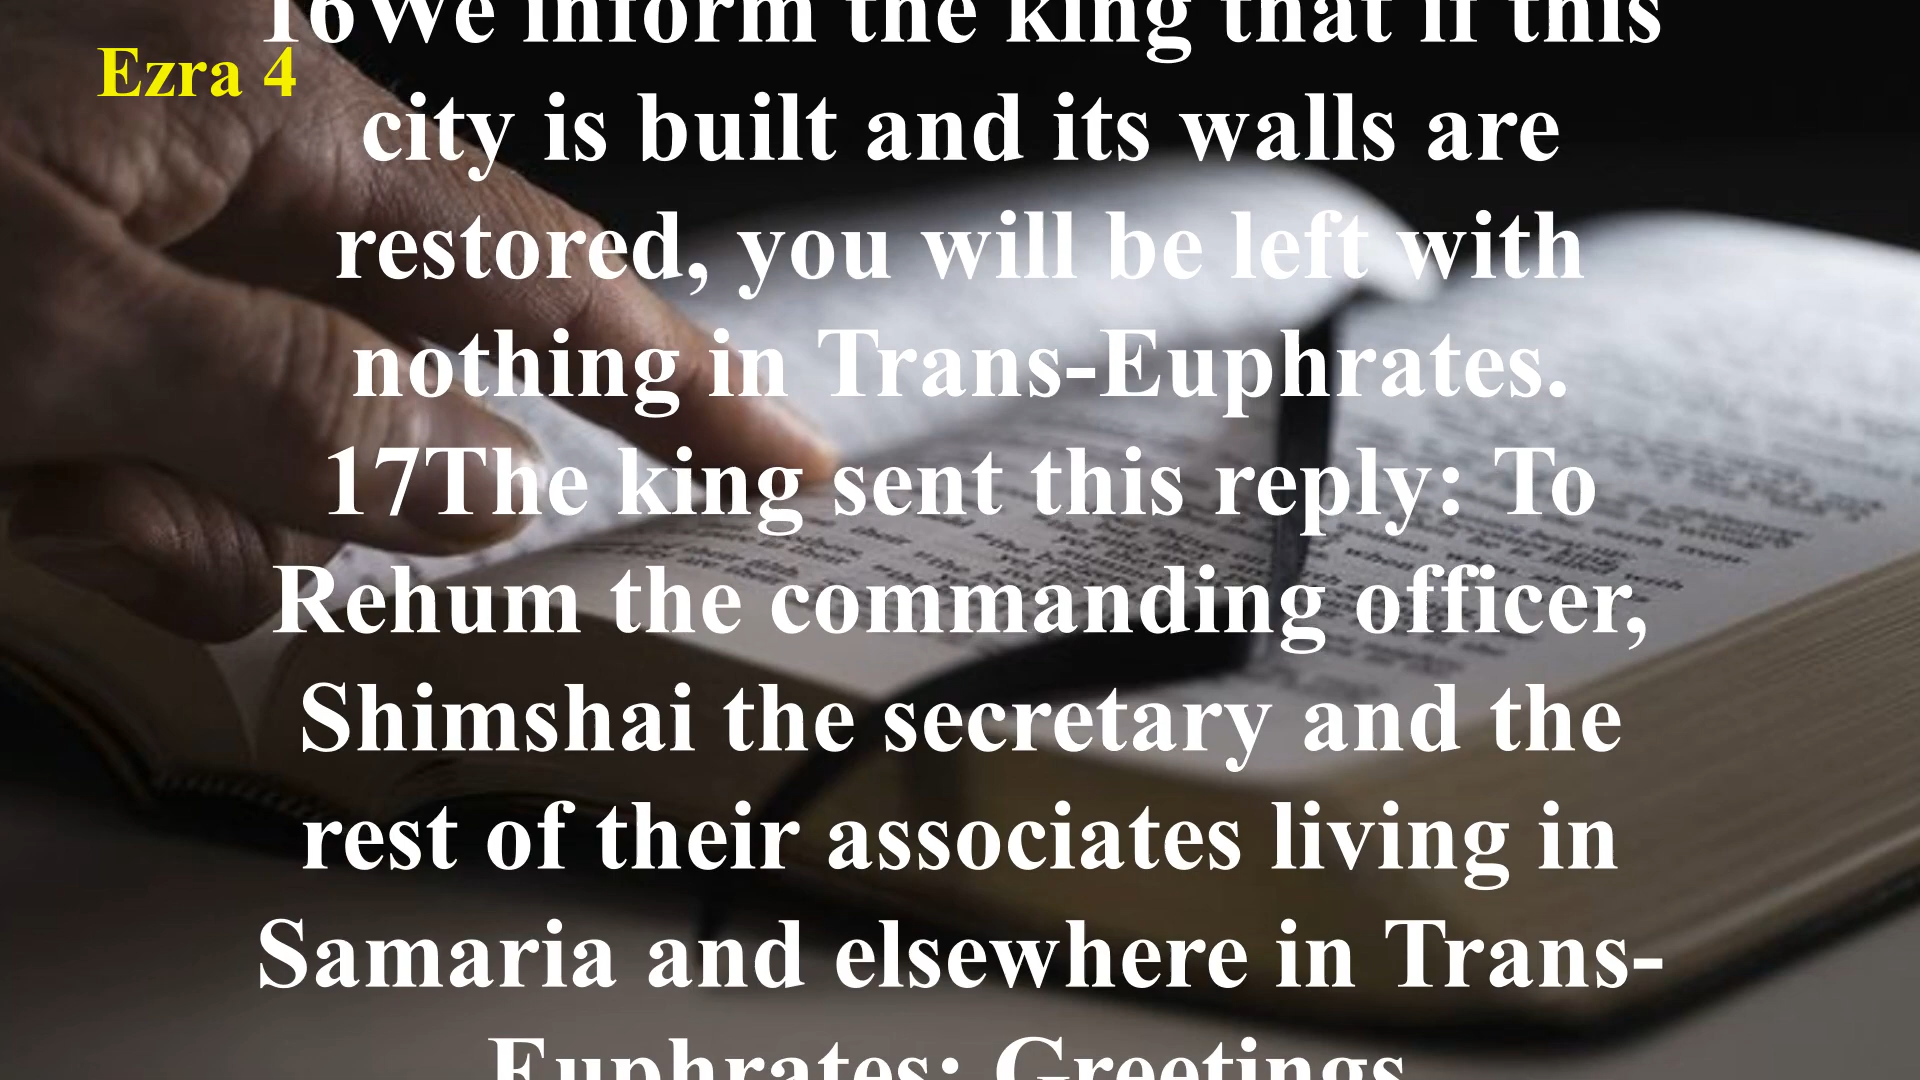 16We inform the king that if this
Ezra 4
city is built and its walls are
restored, you will be left with
nothing in Trans-Euphrates.
17The king sent this reply: To
Rehum the commanding officer,
Shimshai the secretary and the
rest of their associates living in
Samaria and elsewhere in Trans-
Euphrates: Greetings